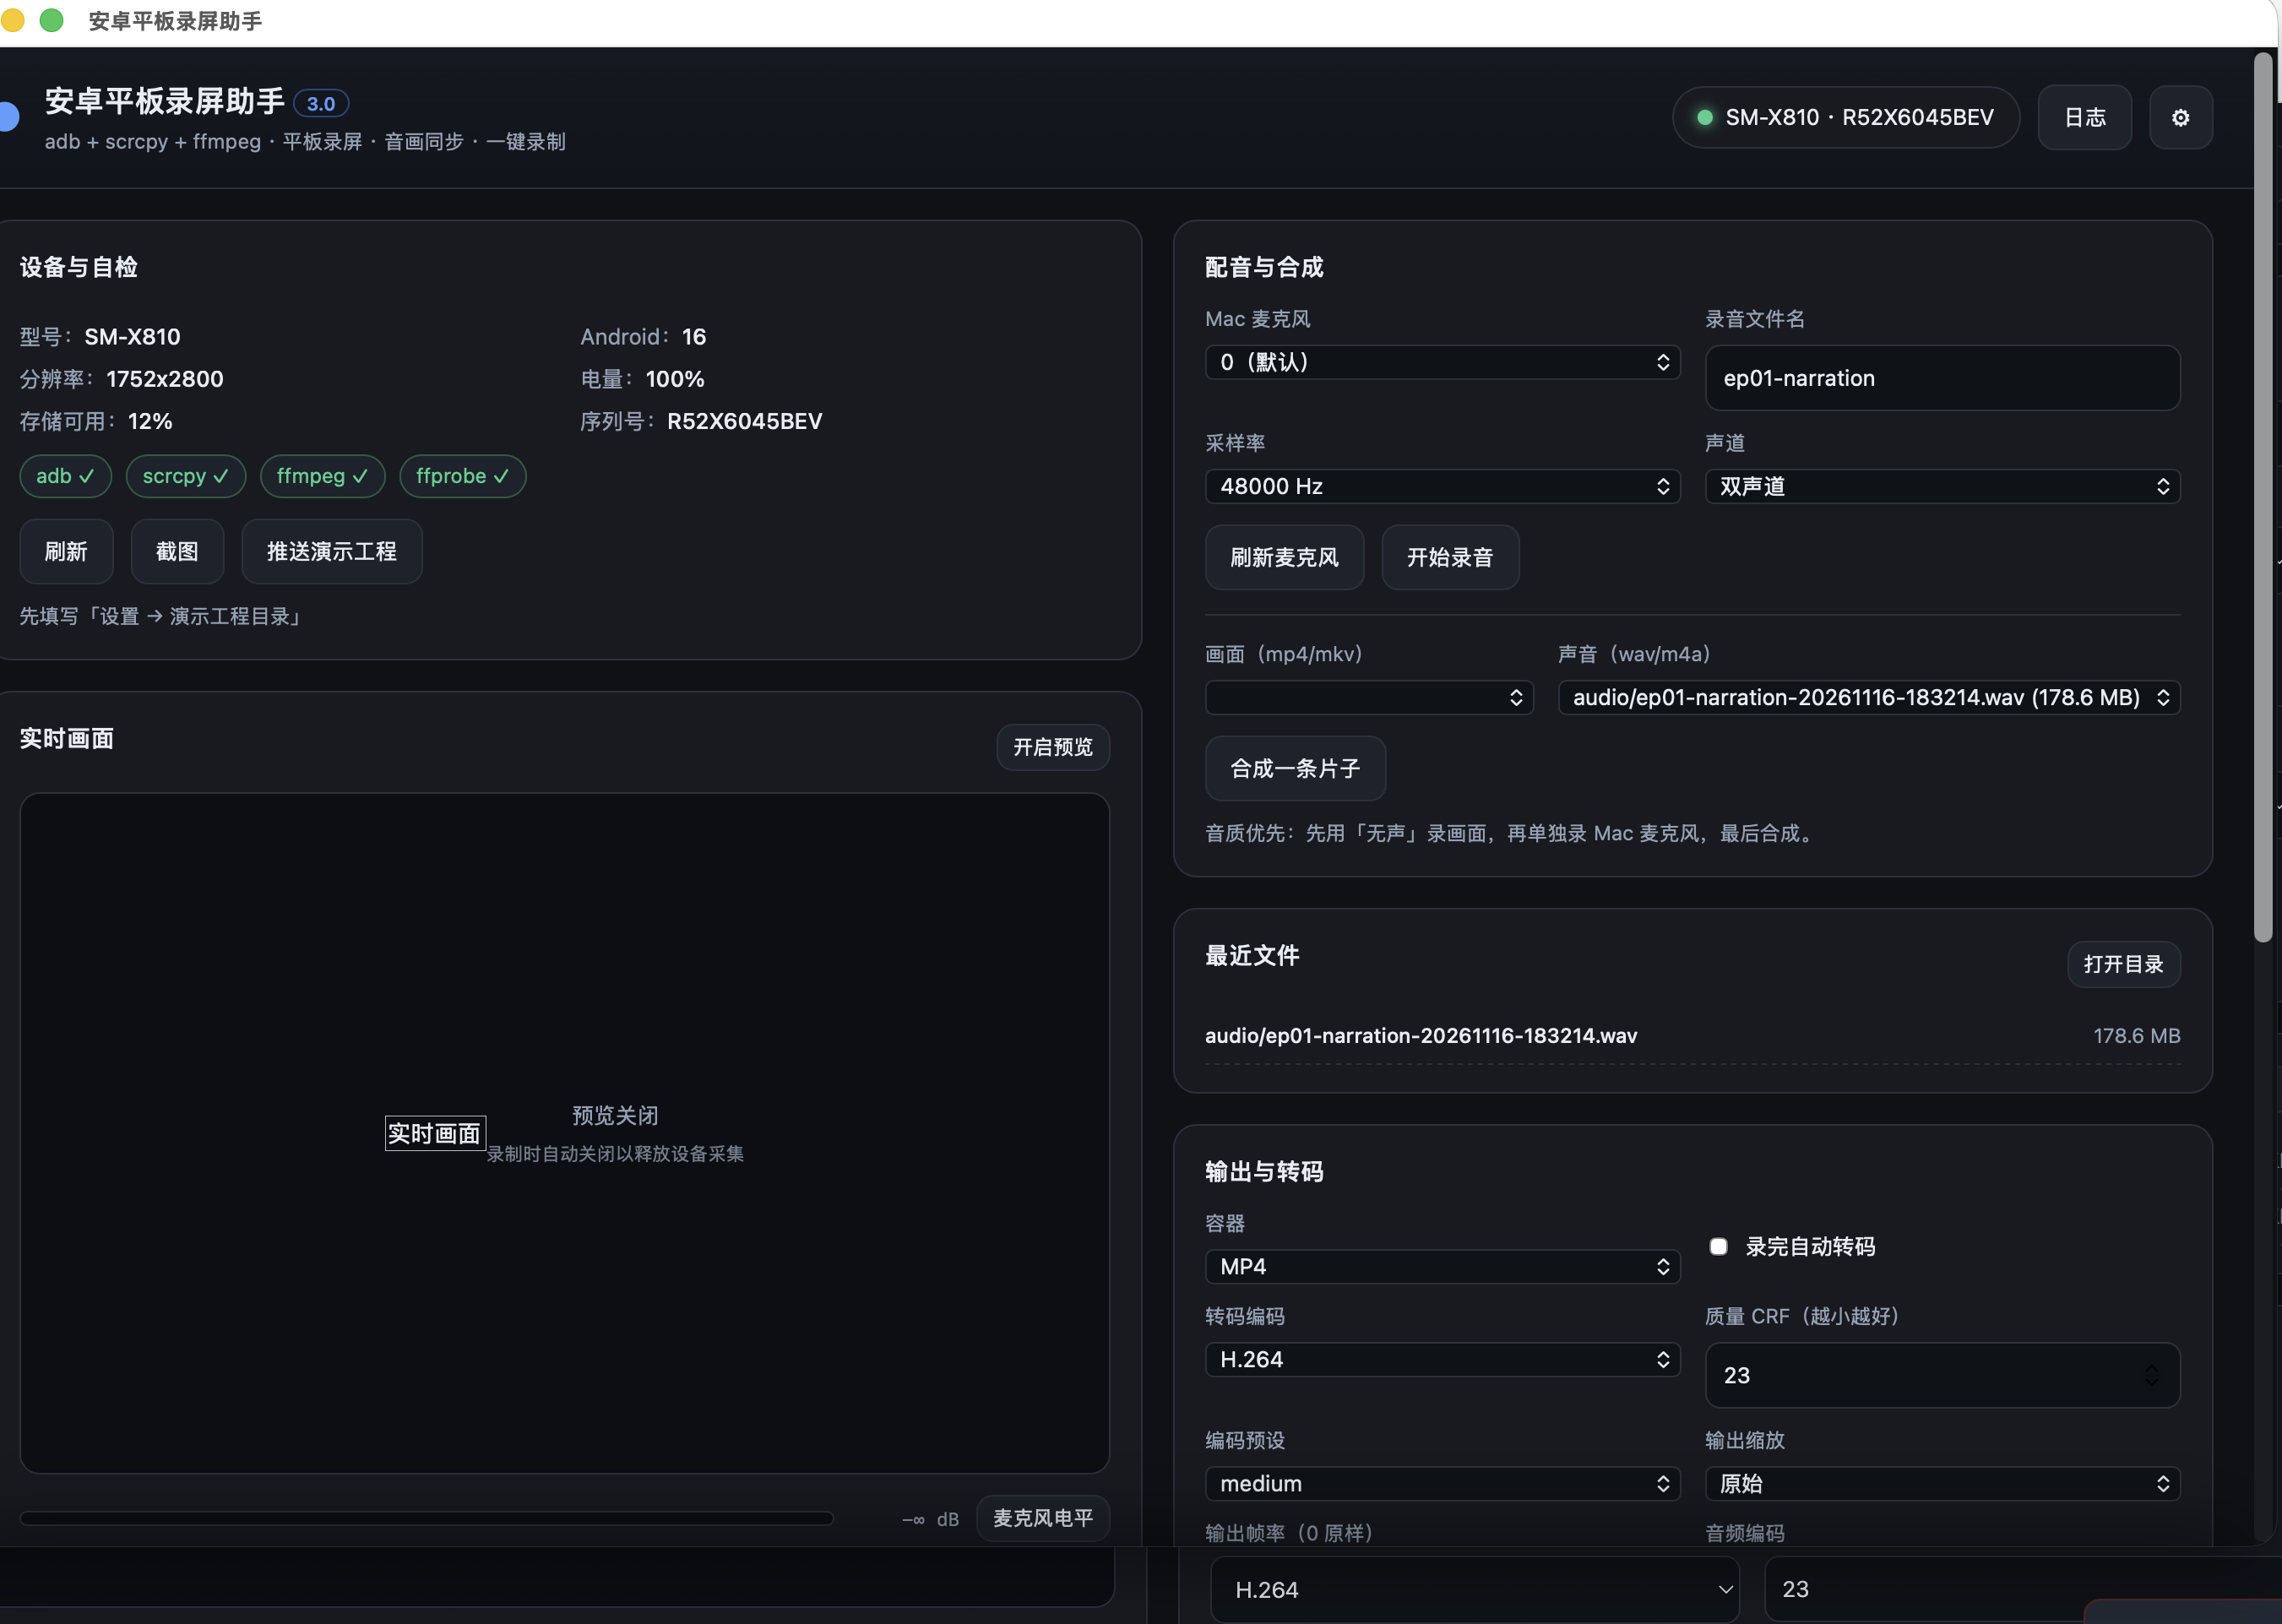 安卓平板录屏助手
安卓平板录屏助手 3.0
adb + scrcpy + ffmpeg · 平板录屏 · 音画同步 · 一键录制
SM-X810 · R52X6045BEV
日志
设备与自检
型号： SM-X810
Android： 16
分辨率： 1752x2800
电量： 100%
存储可用： 12%
序列号： R52X6045BEV
adb ✓
scrcpy ✓
ffmpeg ✓
ffprobe ✓
刷新
截图
推送演示工程
先填写「设置 → 演示工程目录」
实时画面
开启预览
实时画面
预览关闭
录制时自动关闭以释放设备采集
−∞ dB
麦克风电平
配音与合成
Mac 麦克风
录音文件名
0（默认）
ep01-narration
采样率
声道
48000 Hz
双声道
刷新麦克风
开始录音
画面（mp4/mkv）
声音（wav/m4a）
audio/ep01-narration-20261116-183214.wav (178.6 MB)
合成一条片子
音质优先：先用「无声」录画面，再单独录 Mac 麦克风，最后合成。
最近文件
打开目录
audio/ep01-narration-20261116-183214.wav
178.6 MB
输出与转码
容器
MP4
录完自动转码
转码编码
质量 CRF（越小越好）
H.264
23
编码预设
输出缩放
medium
原始
输出帧率（0 原样）
音频编码
H.264
23